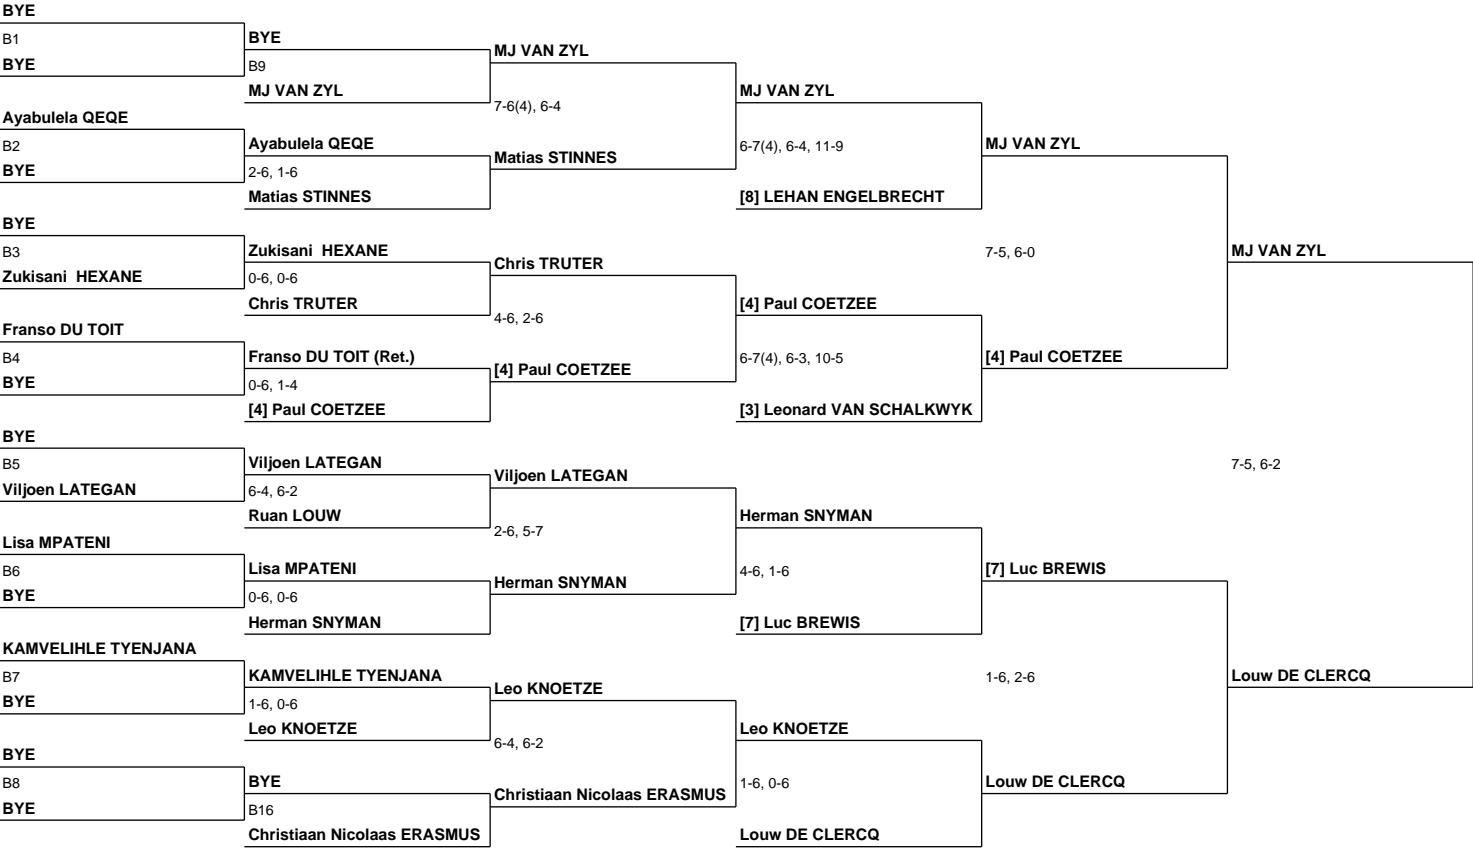 BYE
B1
BYE
Ayabulela QEQE
B2
BYE
BYE
B3
Zukisani  HEXANE
Franso DU TOIT
B4
BYE
BYE
B5
Viljoen LATEGAN
Lisa MPATENI
B6
BYE
KAMVELIHLE TYENJANA
B7
BYE
BYE
B8
BYE
BYE
B9
MJ VAN ZYL
Ayabulela QEQE
2-6, 1-6
Matias STINNES
Zukisani  HEXANE
0-6, 0-6
Chris TRUTER
Franso DU TOIT (Ret.)
0-6, 1-4
[4] Paul COETZEE
Viljoen LATEGAN
6-4, 6-2
Ruan LOUW
Lisa MPATENI
0-6, 0-6
Herman SNYMAN
KAMVELIHLE TYENJANA
1-6, 0-6
Leo KNOETZE
BYE
B16
Christiaan Nicolaas ERASMUS
MJ VAN ZYL
7-6(4), 6-4
Matias STINNES
Chris TRUTER
4-6, 2-6
[4] Paul COETZEE
Viljoen LATEGAN
2-6, 5-7
Herman SNYMAN
Leo KNOETZE
6-4, 6-2
Christiaan Nicolaas ERASMUS
MJ VAN ZYL
6-7(4), 6-4, 11-9
[8] LEHAN ENGELBRECHT
[4] Paul COETZEE
6-7(4), 6-3, 10-5
[3] Leonard VAN SCHALKWYK
Herman SNYMAN
4-6, 1-6
[7] Luc BREWIS
Leo KNOETZE
1-6, 0-6
Louw DE CLERCQ
MJ VAN ZYL
7-5, 6-0
[4] Paul COETZEE
[7] Luc BREWIS
1-6, 2-6
Louw DE CLERCQ
MJ VAN ZYL
7-5, 6-2
Louw DE CLERCQ